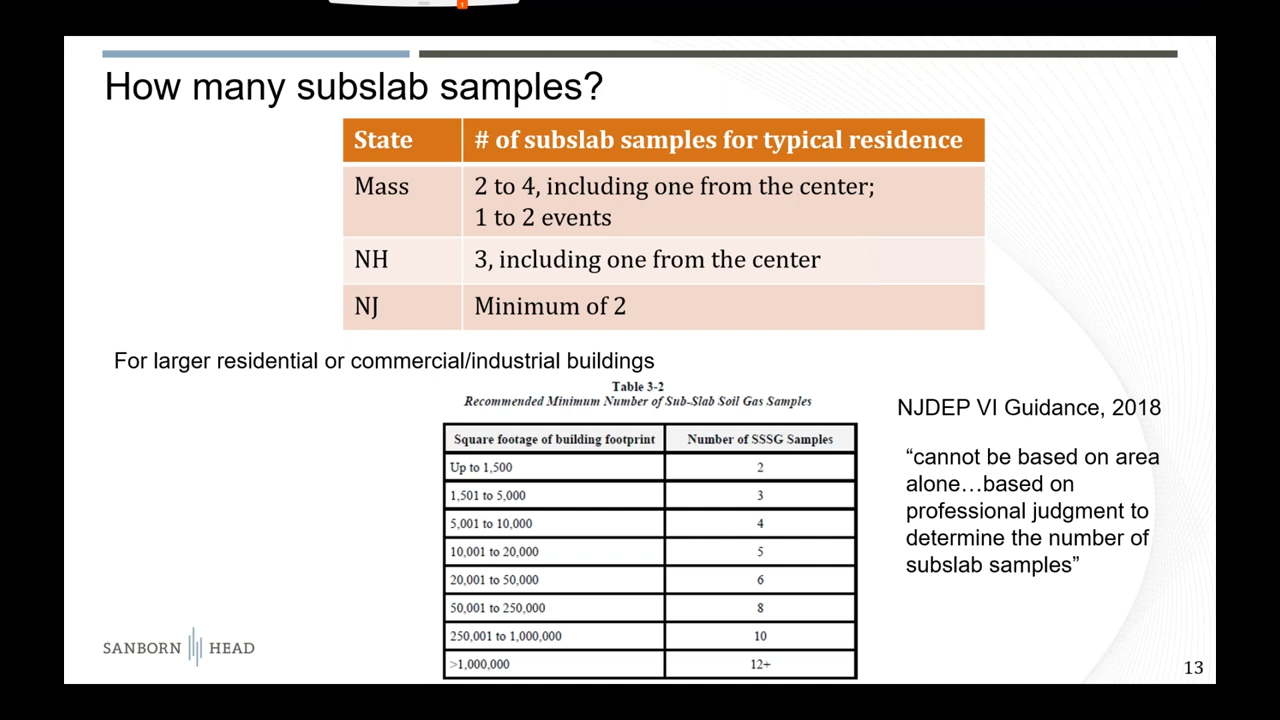 How many subslab samples?
State # of subslab samples for typical residence
Mass 2 to 4, including one from the center;
1 to 2 events
NH 3, including one from the center
NJ Minimum of 2
For larger residential or commercial/industrial buildings
Table 3-2
Recommended Minimum Number of Sub-Slab Soil Gas Samples
Square footage of building footprint Number of SSSG Samples
Up to 1,500 2
1,501 to 5,000 3
5,001 to 10,000 4
10,001 to 20,000 5
20,001 to 50,000 6
50,001 to 250,000 8
250,001 to 1,000,000 10
>1,000,000 12+
NJDEP VI Guidance, 2018
“cannot be based on area
alone…based on
professional judgment to
determine the number of
subslab samples”
SANBORN HEAD
13